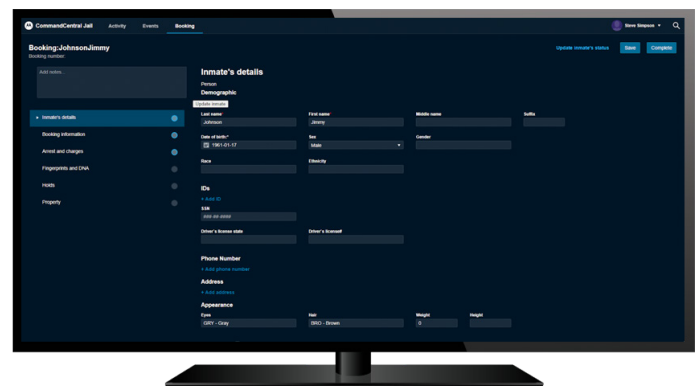 CommandCentral Jail Activity Events Booking Steve Simpson
Booking:JohnsonJimmy
Booking number:
Update inmate's status Save Complete
Add notes
Inmate's details
Person
Demographic
Update Inmate
Inmate's details
Booking information
Arrest and charges
Fingerprints and DNA
Holds
Property
Last name* First name* Middle name Suffix
Johnson Jimmy
Date of birth:* Sex Gender
1961-01-17 Male
Race Ethnicity
IDs
+ Add ID
SSN
###-##-####
Driver's license state Driver's license#
Phone Number
+ Add phone number
Address
+ Add address
Appearance
Eyes Hair Weight Height
GRY - Gray BRO - Brown 0